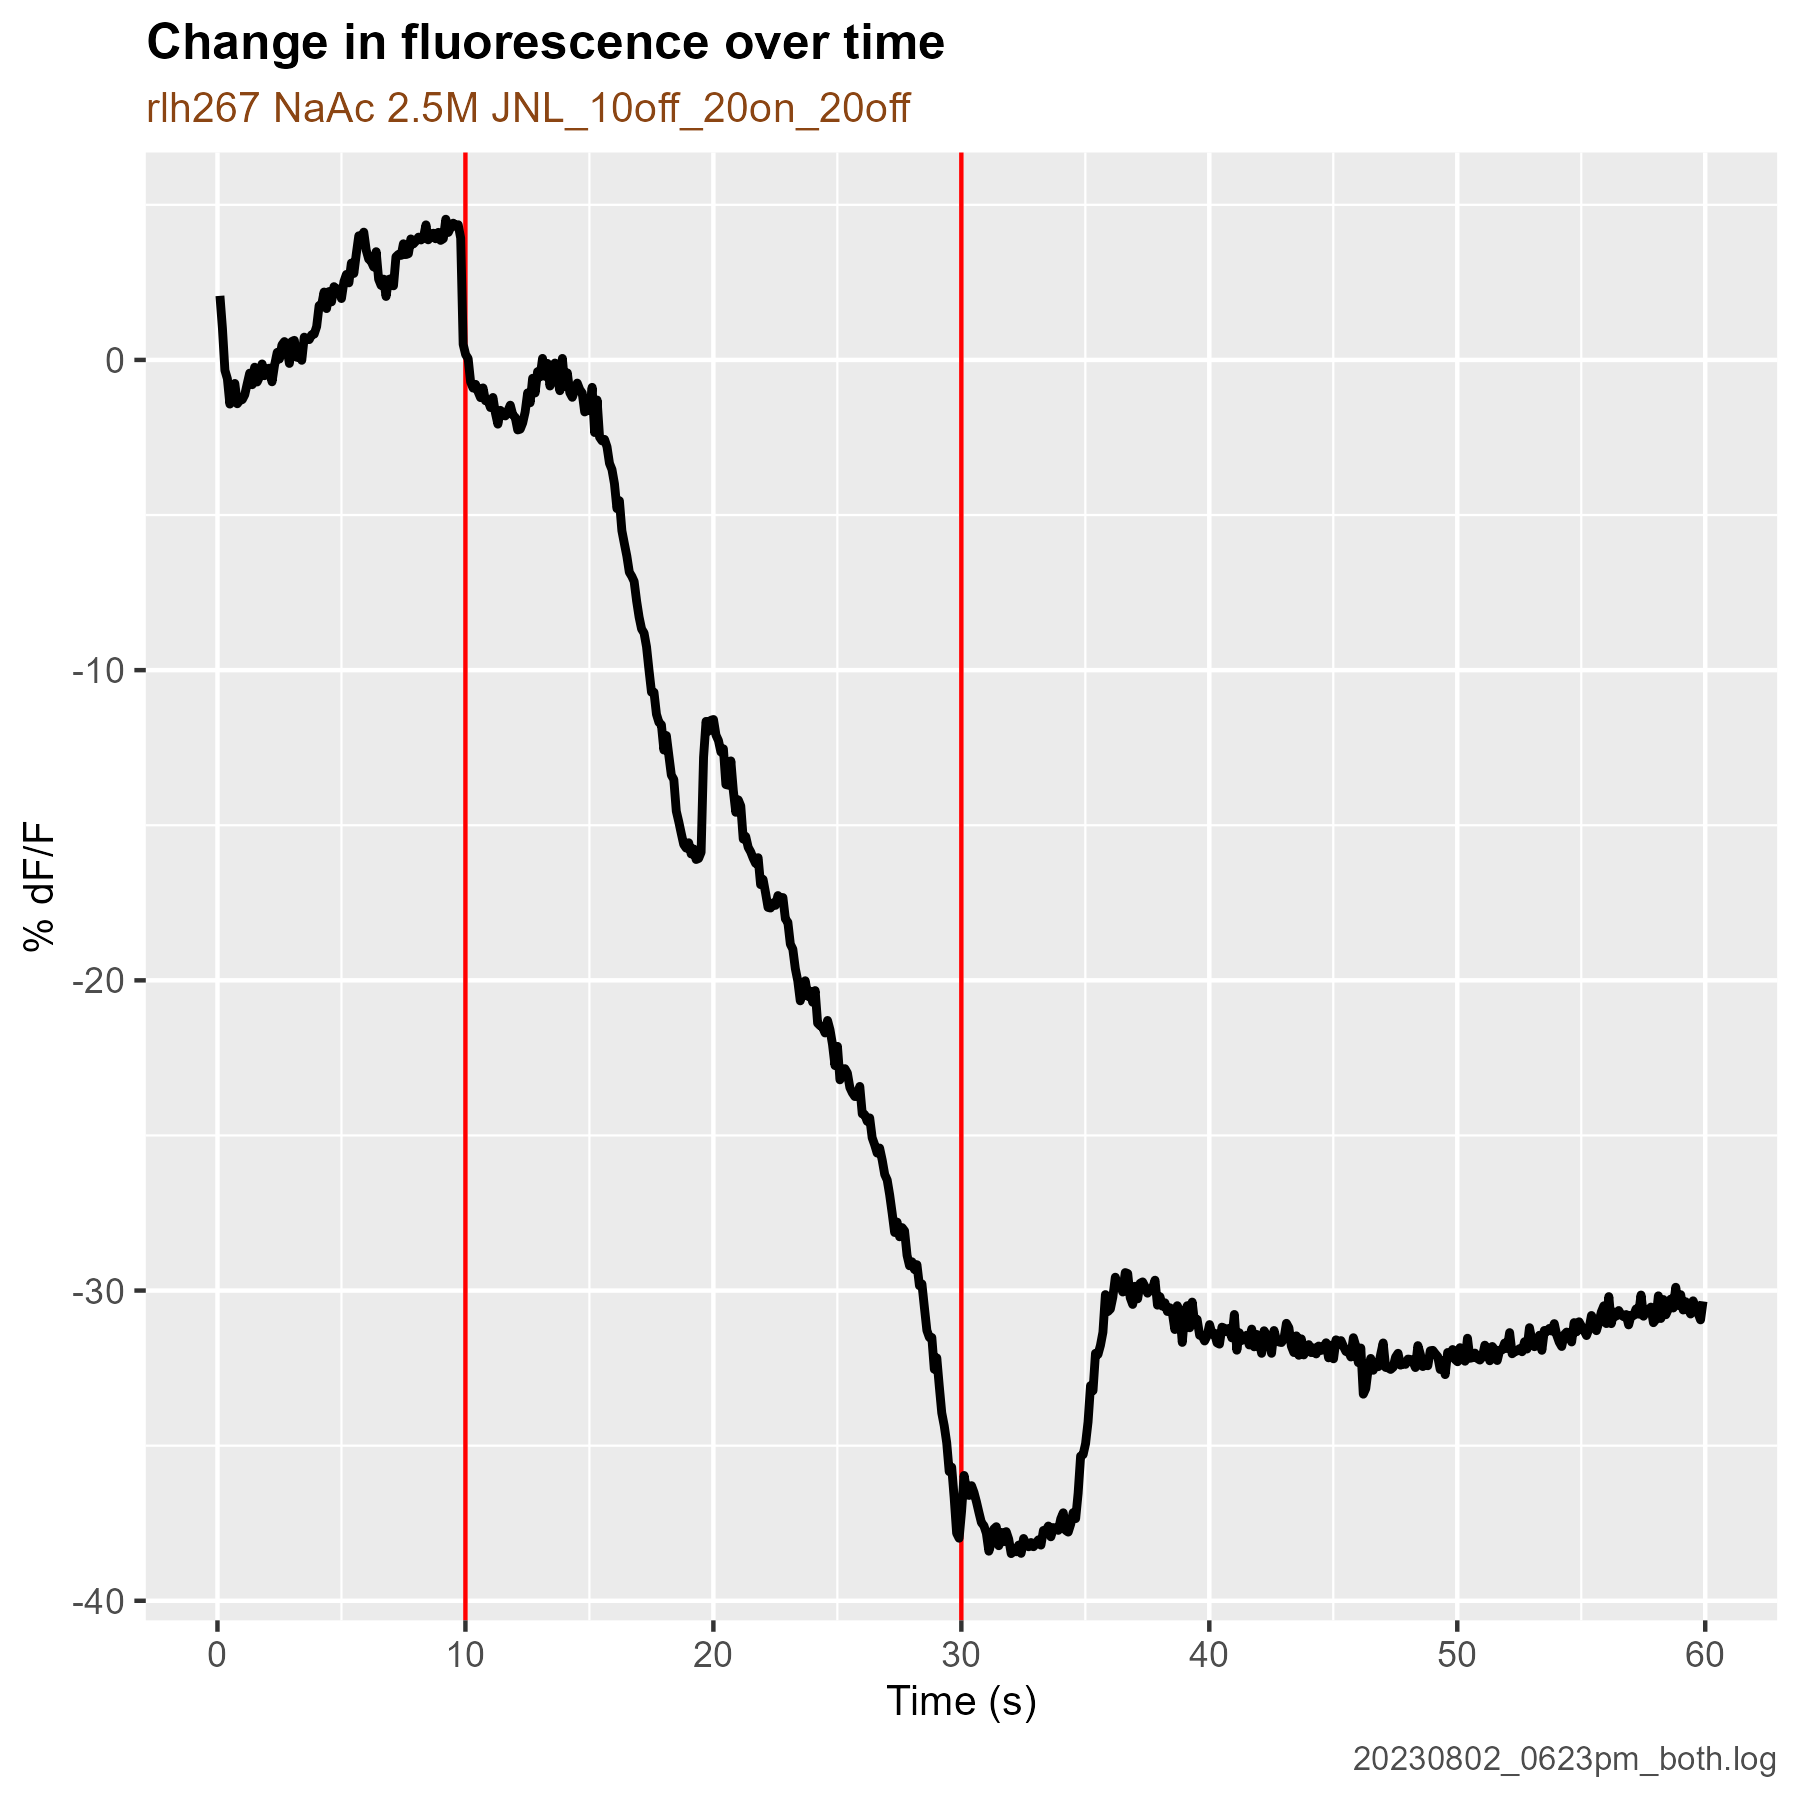 Change in fluorescence over time
rlh267 NaAc 2.5M JNL_10off_20on_20off
% dF/F
0
-10
-20
-30
-40
0 10 20 30 40 50 60
Time (s)
20230802_0623pm_both.log